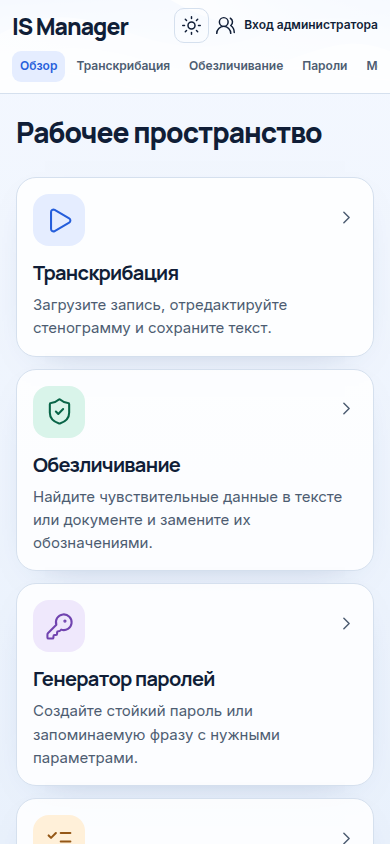 IS Manager
Вход администратора
Обзор
Транскрибация
Обезличивание
Пароли
М
Рабочее пространство
Транскрибация
Загрузите запись, отредактируйте
стенограмму и сохраните текст.
Обезличивание
Найдите чувствительные данные в тексте
или документе и замените их
обозначениями.
Генератор паролей
Создайте стойкий пароль или
запоминаемую фразу с нужными
параметрами.